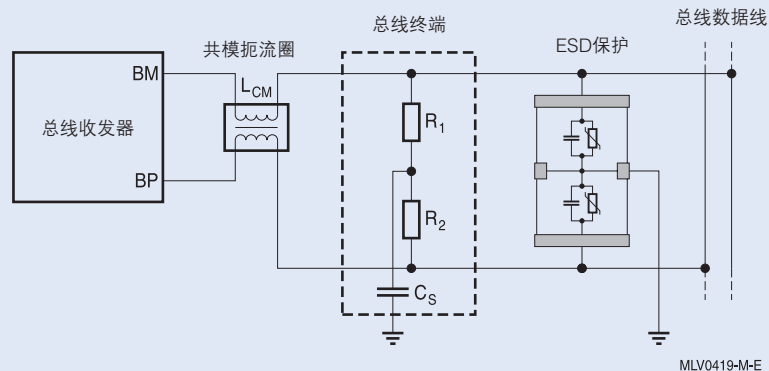 总线数据线
总线终端
ESD保护
共模扼流圈
BM
LCM
总线收发器
R1
BP
R2
CS
MLV0419-M-E